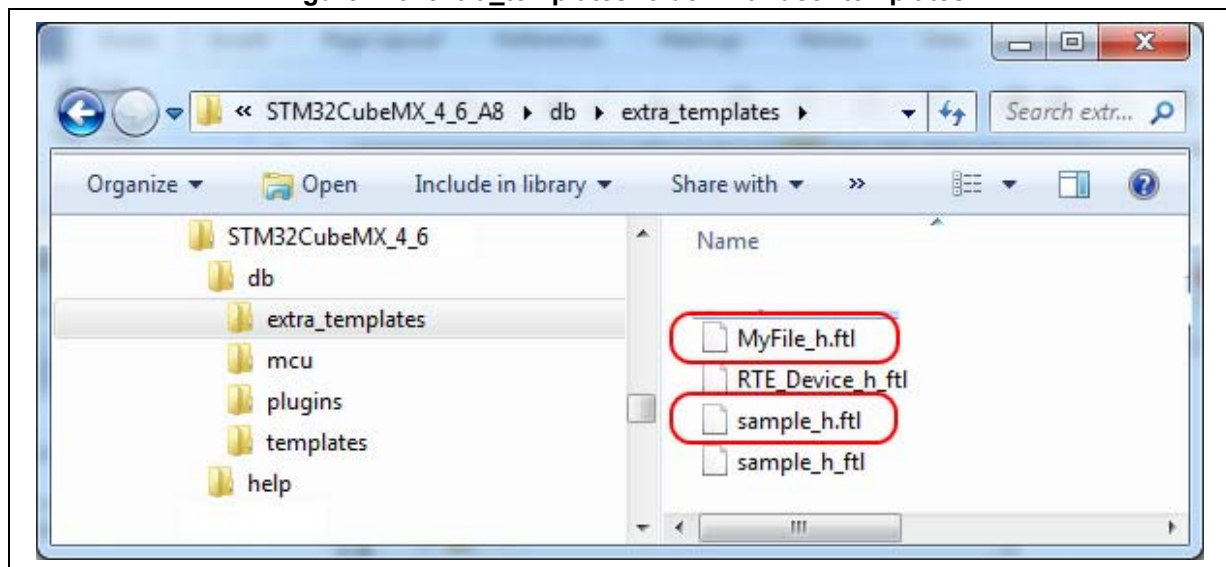 « STM32CubeMX_4_6_A8 ▸ db ▸ extra_templates ▸ Search extr...
Organize ▾ Open Include in library ▾ Share with ▾ »
STM32CubeMX_4_6
db
extra_templates
mcu
plugins
templates
help
Name
MyFile_h.ftl
RTE_Device_h_ftl
sample_h.ftl
sample_h_ftl